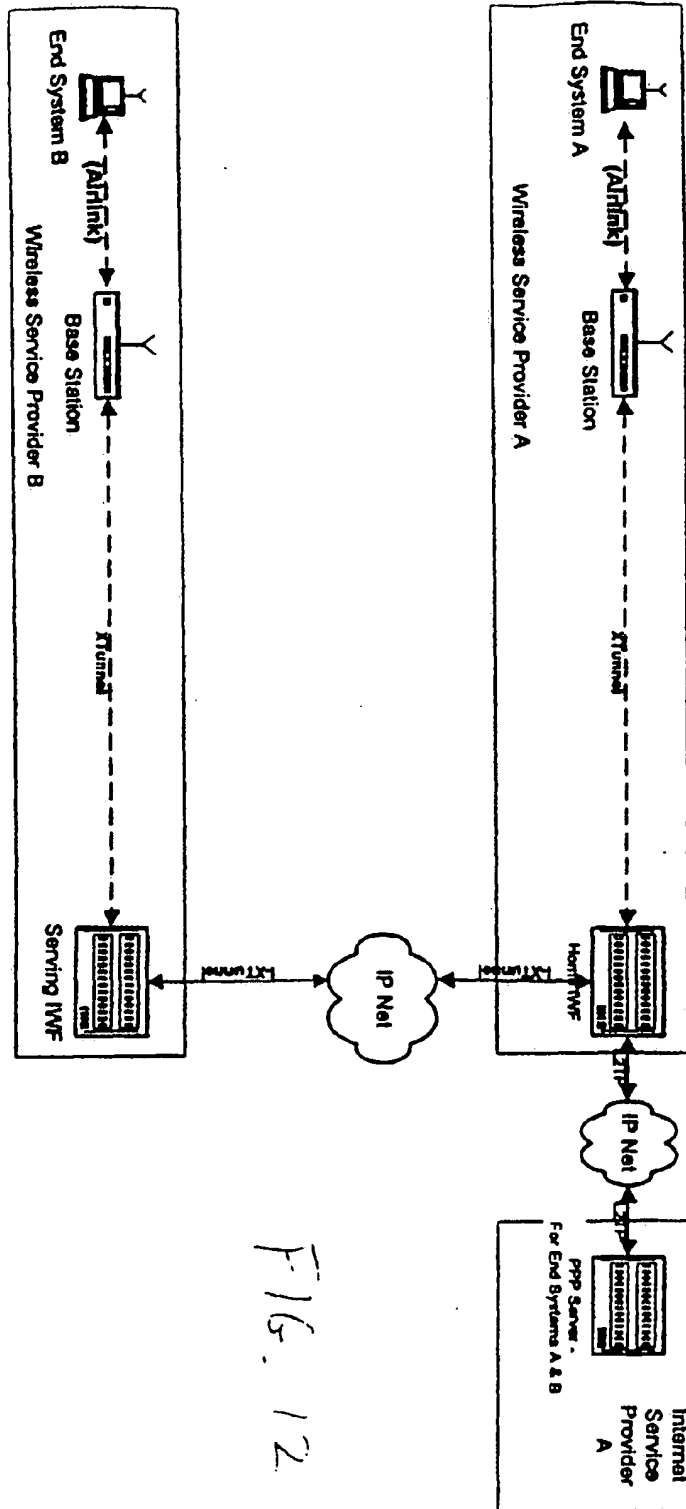 End System A
(Airlink)
Base Station
Wireless Service Provider A
XTunnel
Home IWF
IP Net
PPP Server -
For End Systems A & B
Internet
Service
Provider
A
I-XTunnel
IP Net
I-XTunnel
End System B
(Airlink)
Base Station
Wireless Service Provider B
XTunnel
Serving IWF
FIG. 12